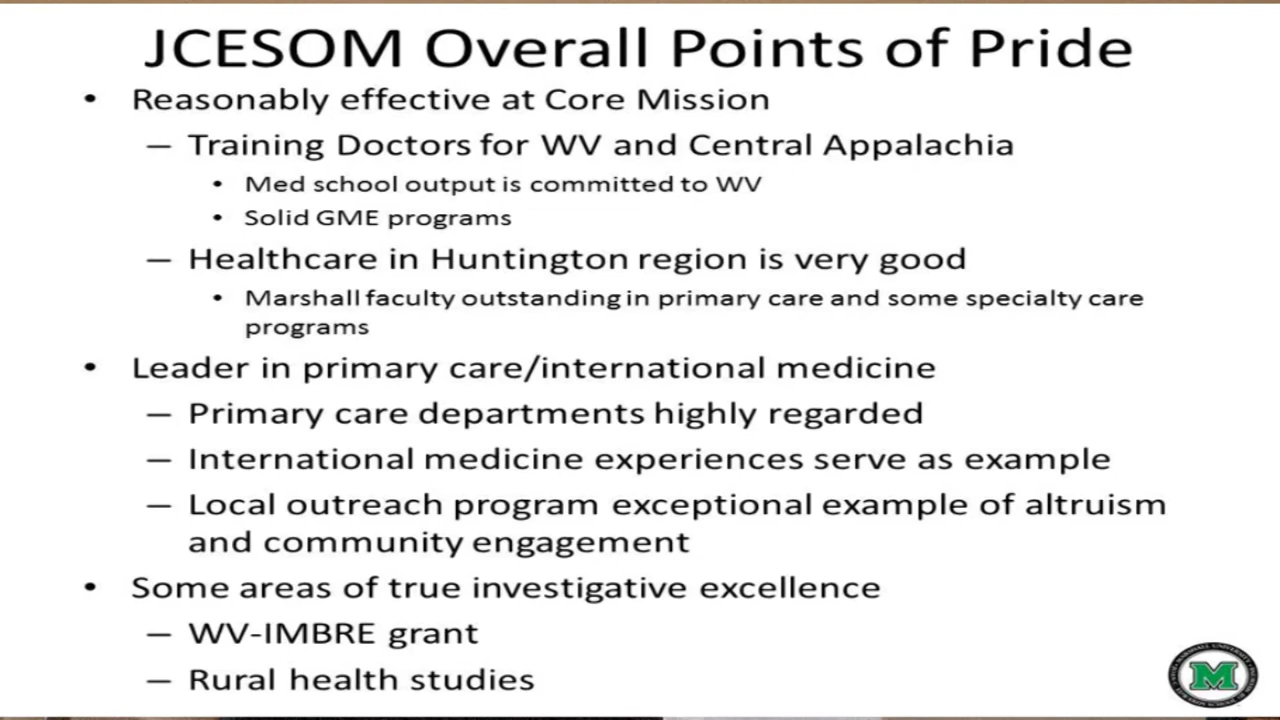 JCESOM Overall Points of Pride
• Reasonably effective at Core Mission
– Training Doctors for WV and Central Appalachia
• Med school output is committed to WV
• Solid GME programs
– Healthcare in Huntington region is very good
• Marshall faculty outstanding in primary care and some specialty care
programs
• Leader in primary care/international medicine
– Primary care departments highly regarded
– International medicine experiences serve as example
– Local outreach program exceptional example of altruism
and community engagement
• Some areas of true investigative excellence
– WV-IMBRE grant
– Rural health studies
M